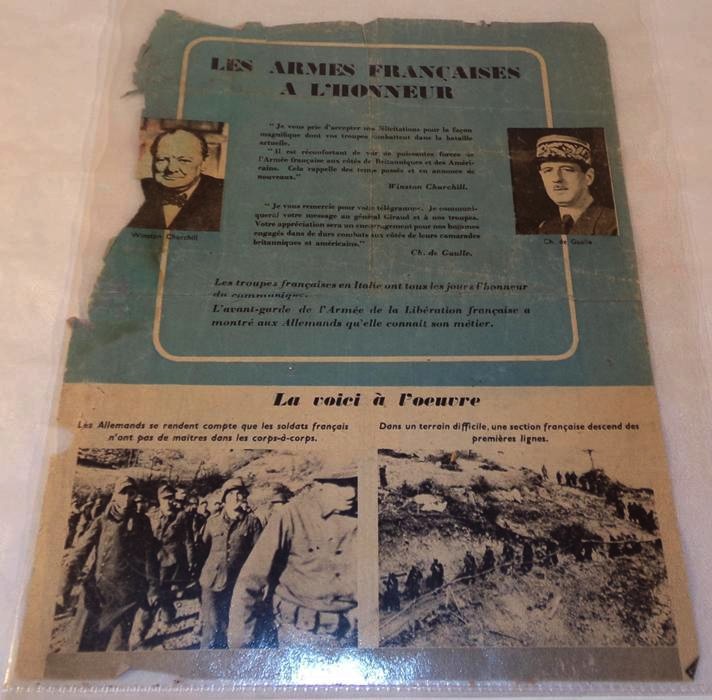 LES ARMES FRANÇAISES
A L'HONNEUR
" Je vous prie d'accepter mes félicitations pour la façon
magnifique dont vos troupes combattent dans la bataille
actuelle.
" Il est réconfortant de voir de puissantes forces de
l'Armée française aux côtés de Britanniques et des Améri-
cains. Cela rappelle des temps passés et en annonce de
nouveaux."
Winston Churchill.
" Je vous remercie pour votre télégramme. Je communi-
querai votre message au général Giraud et à nos troupes.
Votre appréciation sera un encouragement pour nos hommes
engagés dans de durs combats aux côtés de leurs camarades
britanniques et américains."
Ch. de Gaulle.
Winston Churchill
Ch. de Gaulle
Les troupes françaises en Italie ont tous les jours l'honneur
du communiqué.
L'avant-garde de l'Armée de la Libération française a
montré aux Allemands qu'elle connait son métier.
La voici à l'oeuvre
Les Allemands se rendent compte que les soldats français
n'ont pas de maitres dans les corps-à-corps.
Dans un terrain difficile, une section française descend des
premières lignes.